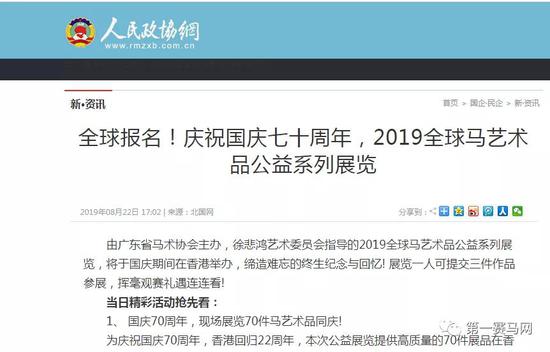 人民政协網
www.rmzxb.com.cn
新·资讯
首页 > 国企·民企 > 新·资讯
全球报名！庆祝国庆七十周年，2019全球马艺术
品公益系列展览
2019年08月22日 17:02 | 来源：北国网
分享到：
由广东省马术协会主办，徐悲鸿艺术委员会指导的2019全球马艺术品公益系列展
览，将于国庆期间在香港举办，缔造难忘的终生纪念与回忆! 展览一人可提交三件作品
参展，挥毫观赛礼遇连连看!
当日精彩活动抢先看：
1、 国庆70周年，现场展览70件马艺术品同庆!
为庆祝国庆70周年，香港回归22周年，本次公益展览提供高质量的70件展品在香
第一赛马网